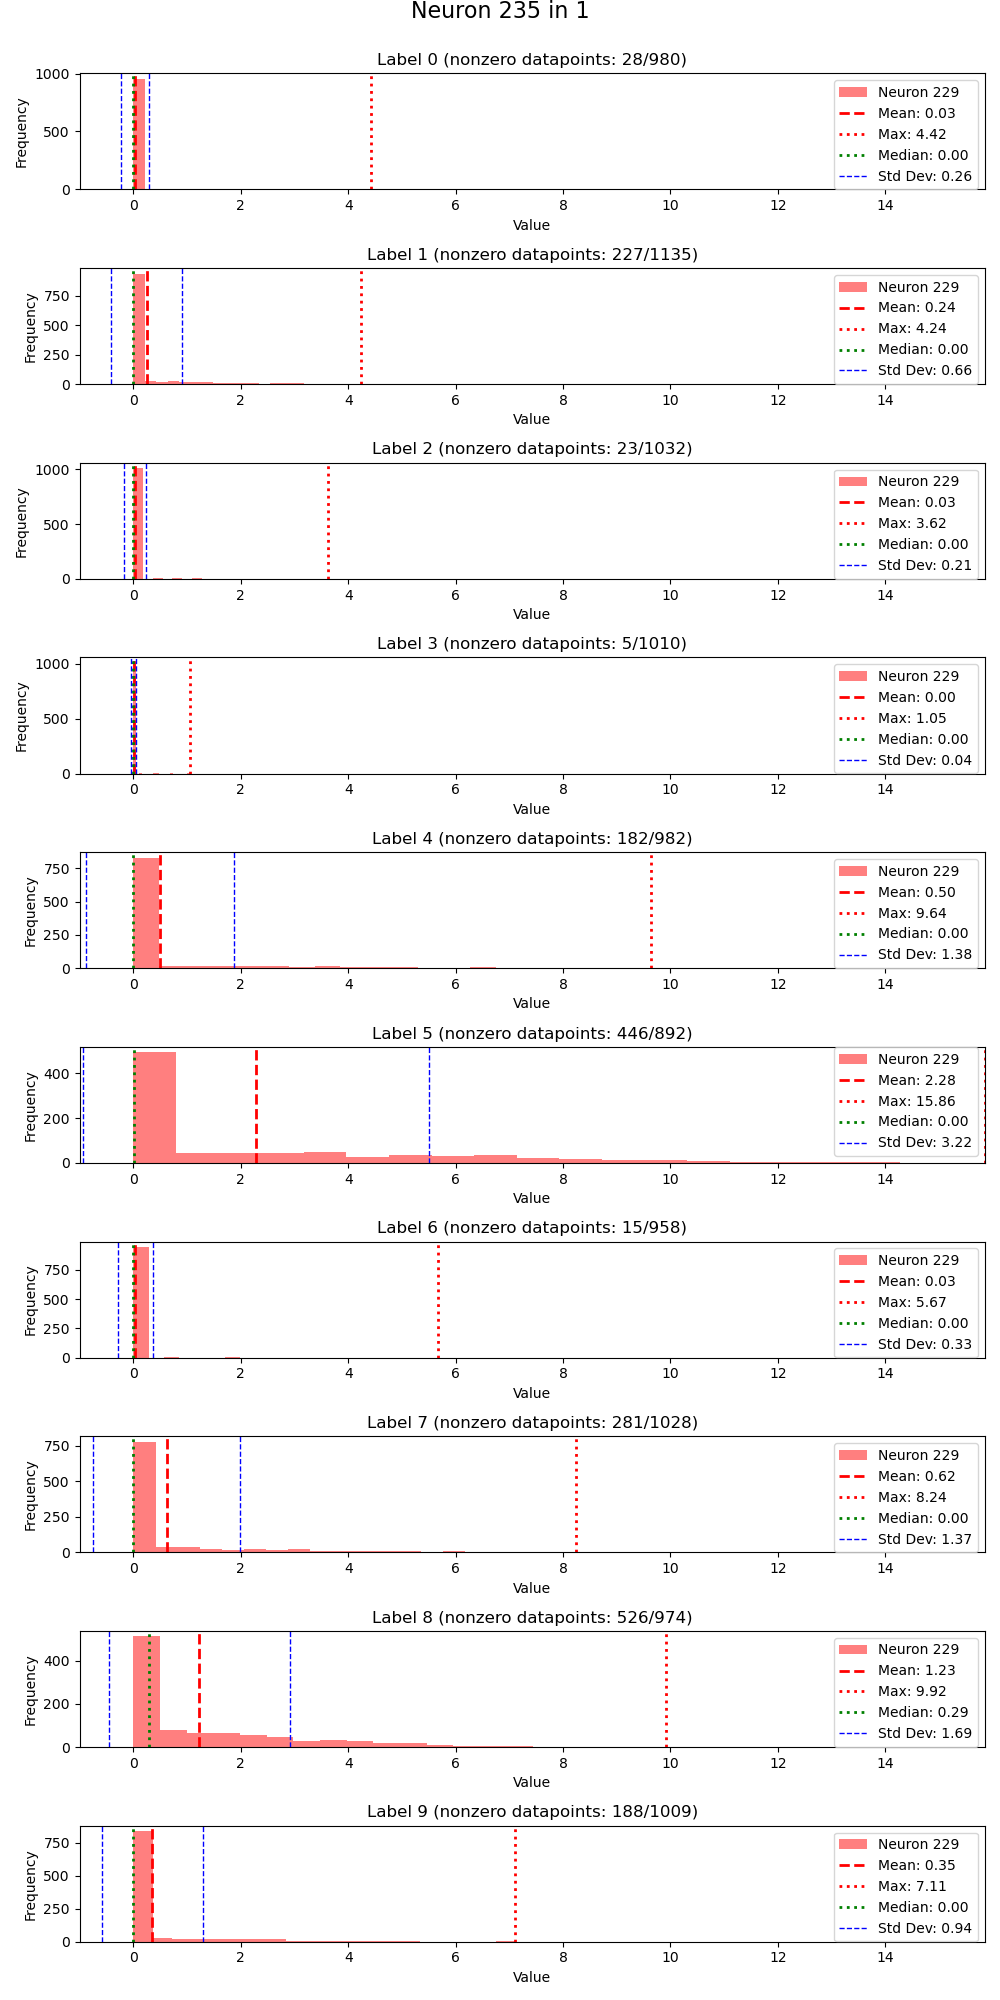 Neuron 235 in 1
Label 0 (nonzero datapoints: 28/980)
Frequency
1000
500
0
Neuron 229
Mean: 0.03
Max: 4.42
Median: 0.00
Std Dev: 0.26
0 2 4 6 8 10 12 14
Value
Label 1 (nonzero datapoints: 227/1135)
Frequency
750
500
250
0
Neuron 229
Mean: 0.24
Max: 4.24
Median: 0.00
Std Dev: 0.66
0 2 4 6 8 10 12 14
Value
Label 2 (nonzero datapoints: 23/1032)
Frequency
1000
500
0
Neuron 229
Mean: 0.03
Max: 3.62
Median: 0.00
Std Dev: 0.21
0 2 4 6 8 10 12 14
Value
Label 3 (nonzero datapoints: 5/1010)
Frequency
1000
500
0
Neuron 229
Mean: 0.00
Max: 1.05
Median: 0.00
Std Dev: 0.04
0 2 4 6 8 10 12 14
Value
Label 4 (nonzero datapoints: 182/982)
Frequency
750
500
250
0
Neuron 229
Mean: 0.50
Max: 9.64
Median: 0.00
Std Dev: 1.38
0 2 4 6 8 10 12 14
Value
Label 5 (nonzero datapoints: 446/892)
Frequency
400
200
0
Neuron 229
Mean: 2.28
Max: 15.86
Median: 0.00
Std Dev: 3.22
0 2 4 6 8 10 12 14
Value
Label 6 (nonzero datapoints: 15/958)
Frequency
750
500
250
0
Neuron 229
Mean: 0.03
Max: 5.67
Median: 0.00
Std Dev: 0.33
0 2 4 6 8 10 12 14
Value
Label 7 (nonzero datapoints: 281/1028)
Frequency
750
500
250
0
Neuron 229
Mean: 0.62
Max: 8.24
Median: 0.00
Std Dev: 1.37
0 2 4 6 8 10 12 14
Value
Label 8 (nonzero datapoints: 526/974)
Frequency
400
200
0
Neuron 229
Mean: 1.23
Max: 9.92
Median: 0.29
Std Dev: 1.69
0 2 4 6 8 10 12 14
Value
Label 9 (nonzero datapoints: 188/1009)
Frequency
750
500
250
0
Neuron 229
Mean: 0.35
Max: 7.11
Median: 0.00
Std Dev: 0.94
0 2 4 6 8 10 12 14
Value